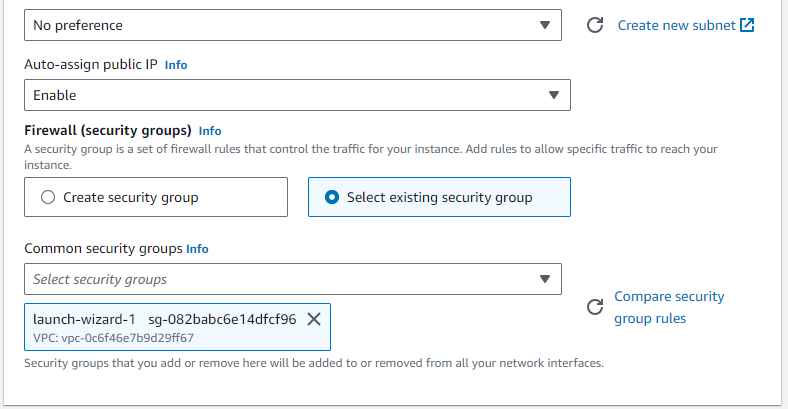 No preference
Create new subnet
Auto-assign public IP Info
Enable
Firewall (security groups) Info
A security group is a set of firewall rules that control the traffic for your instance. Add rules to allow specific traffic to reach your
instance.
Create security group
Select existing security group
Common security groups Info
Select security groups
Compare security
group rules
launch-wizard-1 sg-082babc6e14dfcf96
VPC: vpc-0c6f46e7b9d29ff67
Security groups that you add or remove here will be added to or removed from all your network interfaces.